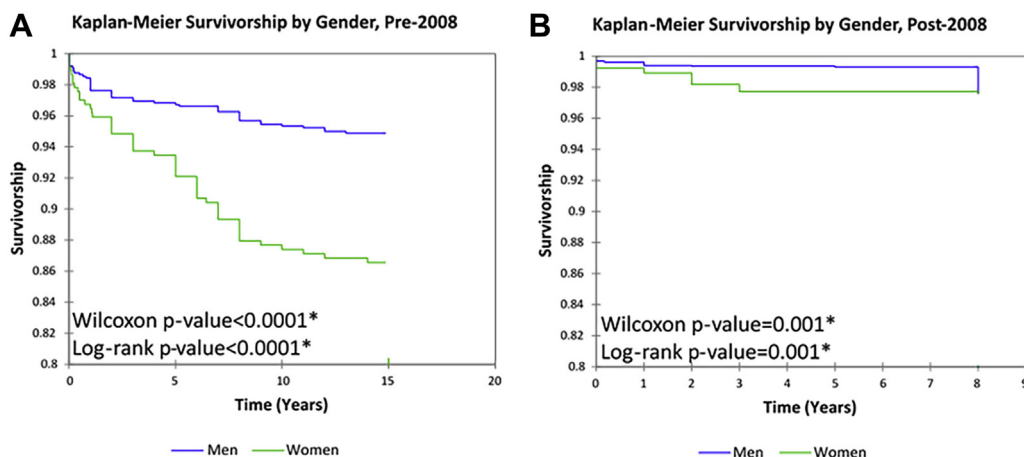 A
Kaplan-Meier Survivorship by Gender, Pre-2008
1
0.98
0.96
0.94
0.92
0.9
0.88
0.86
0.84
0.82
0.8
Survivorship
Wilcoxon p-value<0.0001*
Log-rank p-value<0.0001*
0 5 10 15 20
Time (Years)
Men Women
B
Kaplan-Meier Survivorship by Gender, Post-2008
1
0.98
0.96
0.94
0.92
0.9
0.88
0.86
0.84
0.82
0.8
Survivorship
Wilcoxon p-value=0.001*
Log-rank p-value=0.001*
0 1 2 3 4 5 6 7 8 9
Time (Years)
Men Women